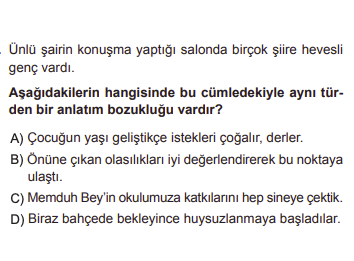 Ünlü şairin konuşma yaptığı salonda birçok şiire hevesli
genç vardı.
Aşağıdakilerin hangisinde bu cümledekiyle aynı tür-
den bir anlatım bozukluğu vardır?
A) Çocuğun yaşı geliştikçe istekleri çoğalır, derler.
B) Önüne çıkan olasılıkları iyi değerlendirerek bu noktaya
ulaştı.
C) Memduh Bey'in okulumuza katkılarını hep sineye çektik.
D) Biraz bahçede bekleyince huysuzlanmaya başladılar.